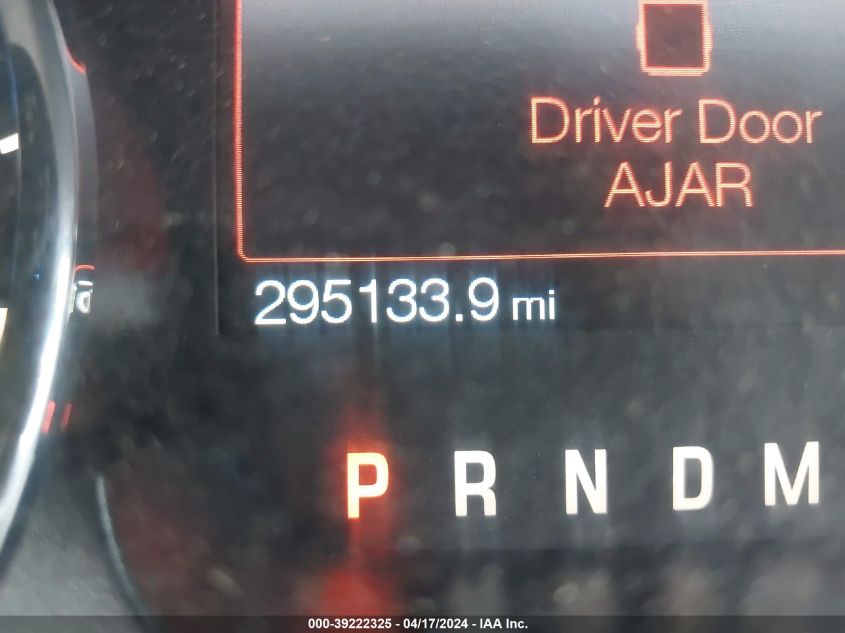 Driver Door
AJAR
295133.9 mi
P R N D M
000-39222325 - 04/17/2024 - IAA Inc.